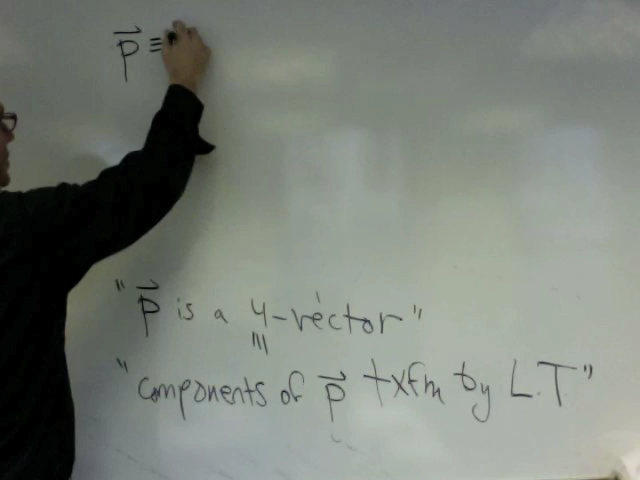 p⃗ ≡
"p⃗ is a 4-vector"
≡
"components of p⃗ txfm by L.T"